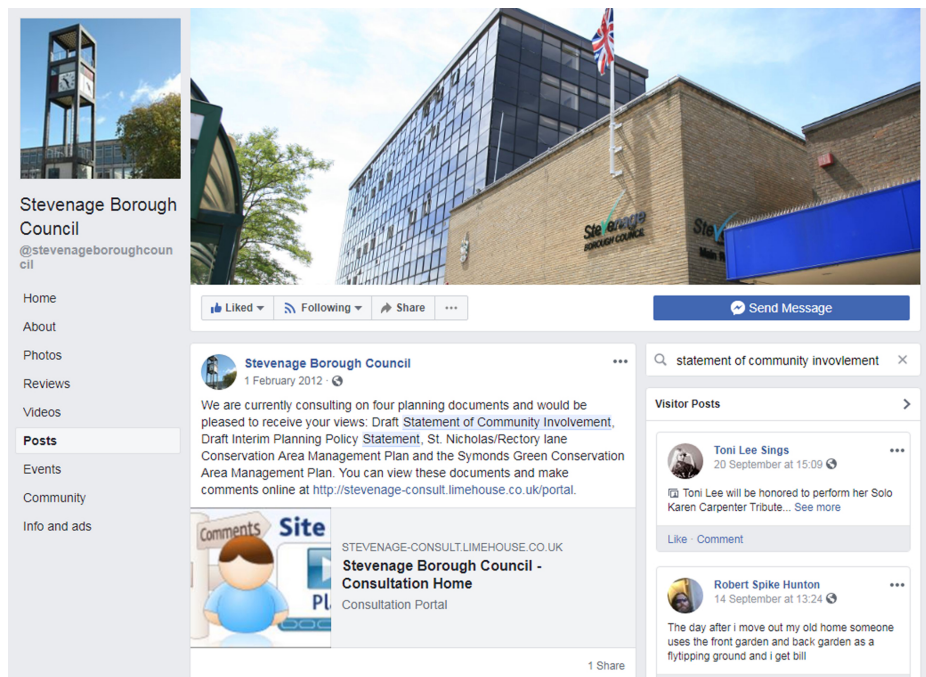 Stevenage Borough
Council
@stevenageboroughcoun
cil
Home
About
Photos
Reviews
Videos
Posts
Events
Community
Info and ads
Stevenage
BOROUGH COUNCIL
Liked
Following
Share
Send Message
Stevenage Borough Council
1 February 2012 ·
We are currently consulting on four planning documents and would be
pleased to receive your views: Draft Statement of Community Involvement,
Draft Interim Planning Policy Statement, St. Nicholas/Rectory lane
Conservation Area Management Plan and the Symonds Green Conservation
Area Management Plan. You can view these documents and make
comments online at http://stevenage-consult.limehouse.co.uk/portal.
Comments
Site
STEVENAGE-CONSULT.LIMEHOUSE.CO.UK
Stevenage Borough Council -
Consultation Home
Consultation Portal
1 Share
statement of community invovlement
Visitor Posts
Toni Lee Sings
20 September at 15:09
Toni Lee will be honored to perform her Solo
Karen Carpenter Tribute... See more
Like · Comment
Robert Spike Hunton
14 September at 13:24
The day after i move out my old home someone
uses the front garden and back garden as a
flytipping ground and i get bill